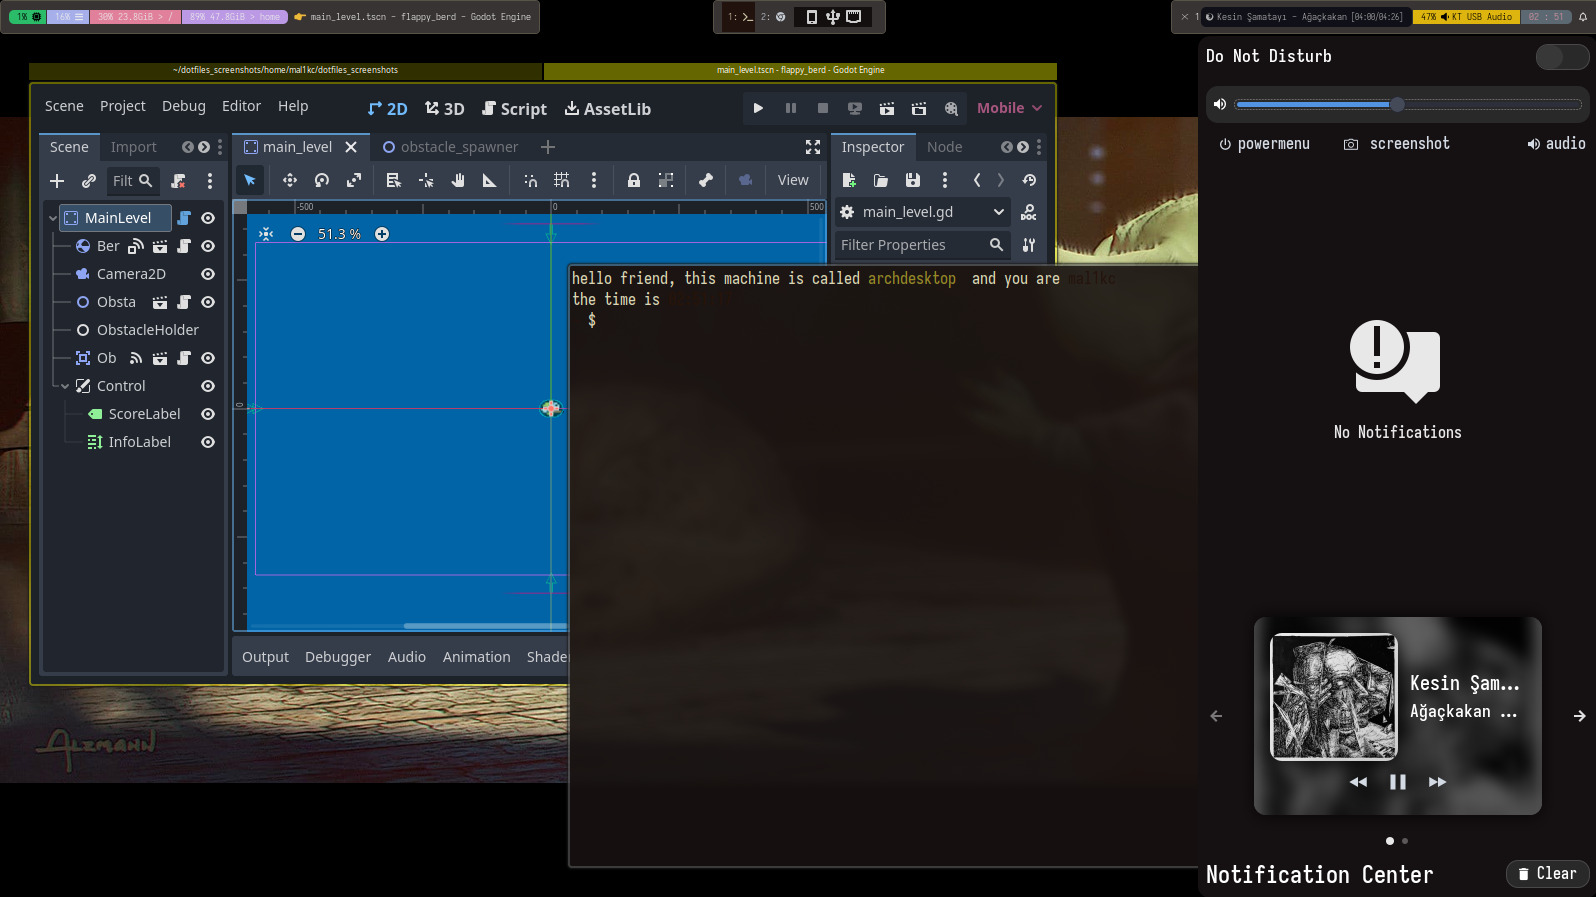 1%
16%
30% 23.8GiB > /
89% 47.8GiB > home
main_level.tscn - flappy_berd - Godot Engine
1:
2:
1
Kesin Şamatayı - Ağaçkakan [04:00/04:26]
47% KT USB Audio
02 : 51
~/dotfiles_screenshots/home/mal1kc/dotfiles_screenshots
main_level.tscn - flappy_berd - Godot Engine
Scene Project Debug Editor Help
2D 3D Script AssetLib
Mobile
Scene Import
main_level
obstacle_spawner
Inspector Node
Filt
View
main_level.gd
DOC
Filter Properties
MainLevel
Ber
Camera2D
Obsta
ObstacleHolder
Ob
Control
ScoreLabel
InfoLabel
-500 0 500
0
51.3 %
Output Debugger Audio Animation Shade
hello friend, this machine is called archdesktop and you are mal1kc
the time is
$
ALZMANN
Do Not Disturb
powermenu screenshot audio
No Notifications
Kesin Şam...
Ağaçkakan ...
Notification Center
Clear